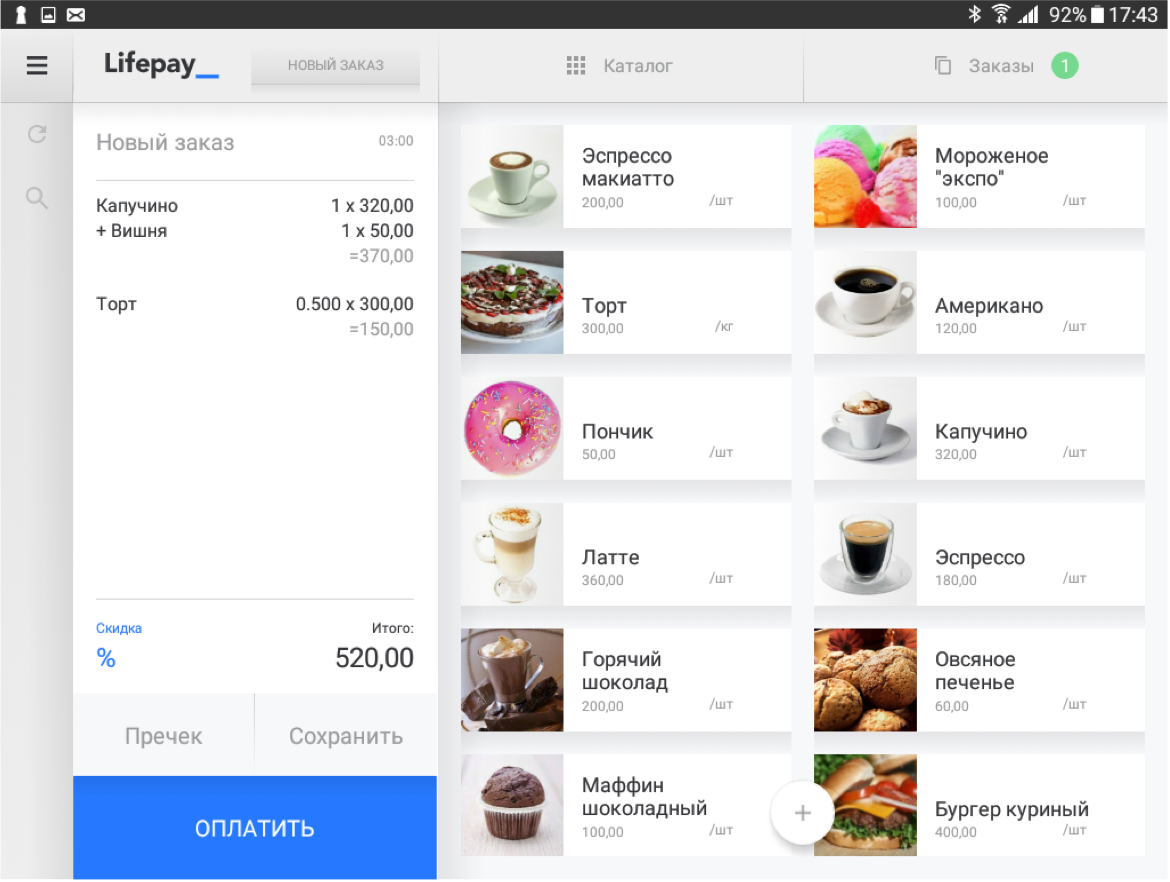 92% 17:43
Lifepay_
НОВЫЙ ЗАКАЗ
Каталог
Заказы 1
Новый заказ 03:00
Капучино 1 x 320,00
+ Вишня 1 x 50,00
=370,00
Торт 0.500 x 300,00
=150,00
Скидка Итого:
% 520,00
Пречек Сохранить
ОПЛАТИТЬ
Эспрессо
макиатто
200,00 /шт
Мороженое
"экспо"
100,00 /шт
Торт
300,00 /кг
Американо
120,00 /шт
Пончик
50,00 /шт
Капучино
320,00 /шт
Латте
360,00 /шт
Эспрессо
180,00 /шт
Горячий
шоколад
200,00 /шт
Овсяное
печенье
60,00 /шт
Маффин
шоколадный
100,00 /шт
+
Бургер куриный
400,00 /шт